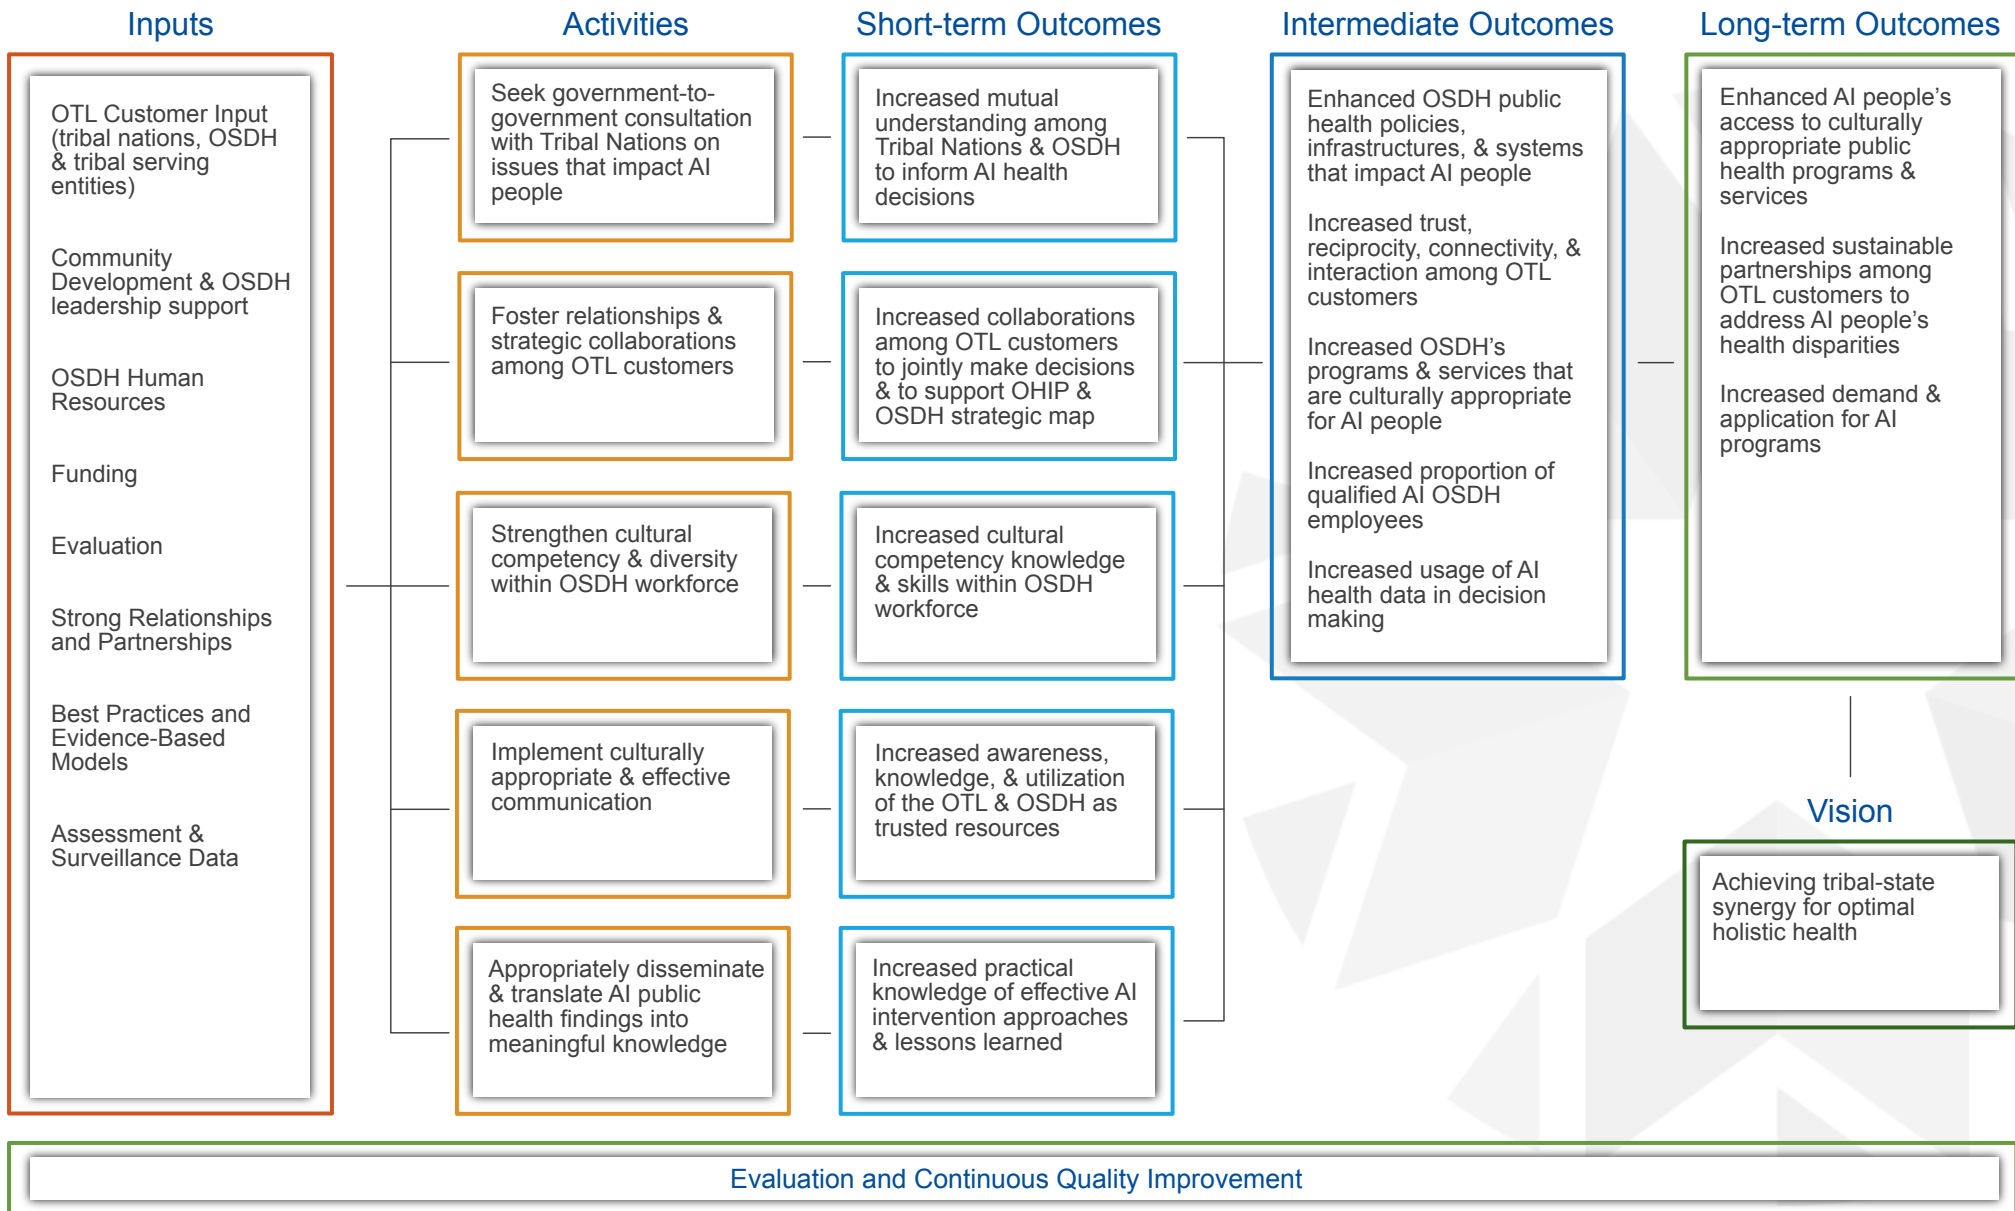 Inputs
OTL Customer Input
(tribal nations, OSDH
& tribal serving
entities)
Community
Development & OSDH
leadership support
OSDH Human
Resources
Funding
Evaluation
Strong Relationships
and Partnerships
Best Practices and
Evidence-Based
Models
Assessment &
Surveillance Data
Activities
Seek government-to-
government consultation
with Tribal Nations on
issues that impact AI
people
Foster relationships &
strategic collaborations
among OTL customers
Strengthen cultural
competency & diversity
within OSDH workforce
Implement culturally
appropriate & effective
communication
Appropriately disseminate
& translate AI public
health findings into
meaningful knowledge
Short-term Outcomes
Increased mutual
understanding among
Tribal Nations & OSDH
to inform AI health
decisions
Increased collaborations
among OTL customers
to jointly make decisions
& to support OHIP &
OSDH strategic map
Increased cultural
competency knowledge
& skills within OSDH
workforce
Increased awareness,
knowledge, & utilization
of the OTL & OSDH as
trusted resources
Increased practical
knowledge of effective AI
intervention approaches
& lessons learned
Intermediate Outcomes
Enhanced OSDH public
health policies,
infrastructures, & systems
that impact AI people
Increased trust,
reciprocity, connectivity, &
interaction among OTL
customers
Increased OSDH's
programs & services that
are culturally appropriate
for AI people
Increased proportion of
qualified AI OSDH
employees
Increased usage of AI
health data in decision
making
Long-term Outcomes
Enhanced AI people's
access to culturally
appropriate public
health programs &
services
Increased sustainable
partnerships among
OTL customers to
address AI people's
health disparities
Increased demand &
application for AI
programs
Vision
Achieving tribal-state
synergy for optimal
holistic health
Evaluation and Continuous Quality Improvement